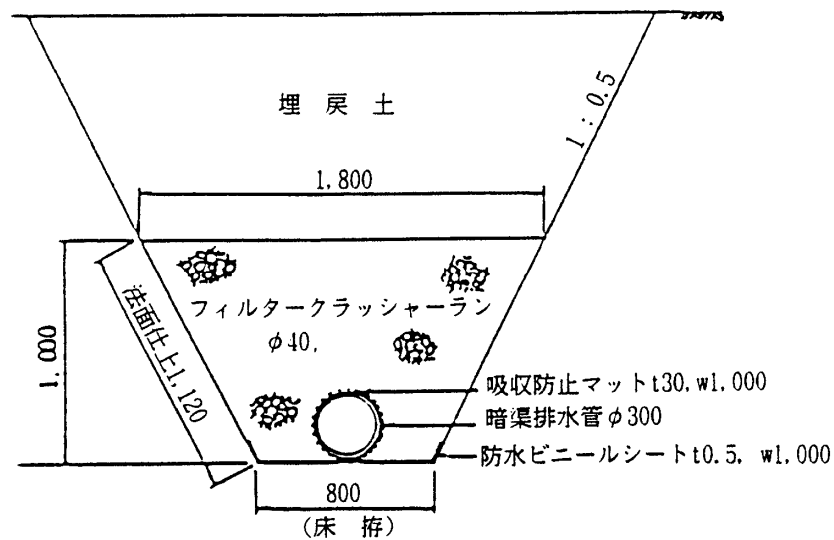 埋戻土
1:0.5
1,800
フィルタークラッシャーラン
φ40,
法面仕上1,120
1,000
吸収防止マットt30,w1,000
暗渠排水管φ300
防水ビニールシートt0.5, w1,000
800
(床拵)